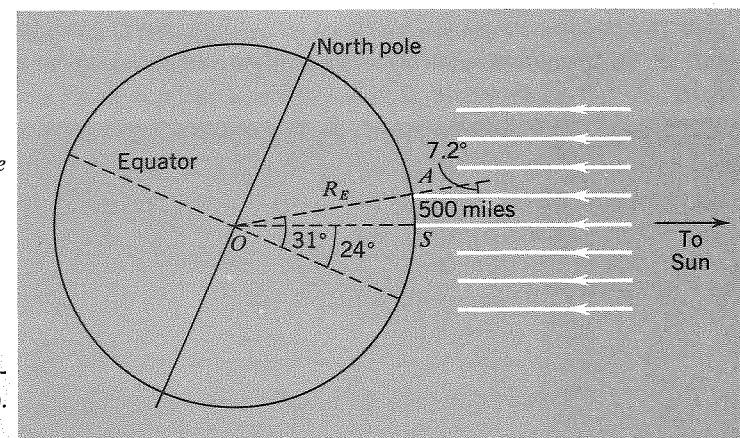 North pole
Equator
7.2°
A
R_E
500 miles
O
31°
24°
S
To
Sun
e
.